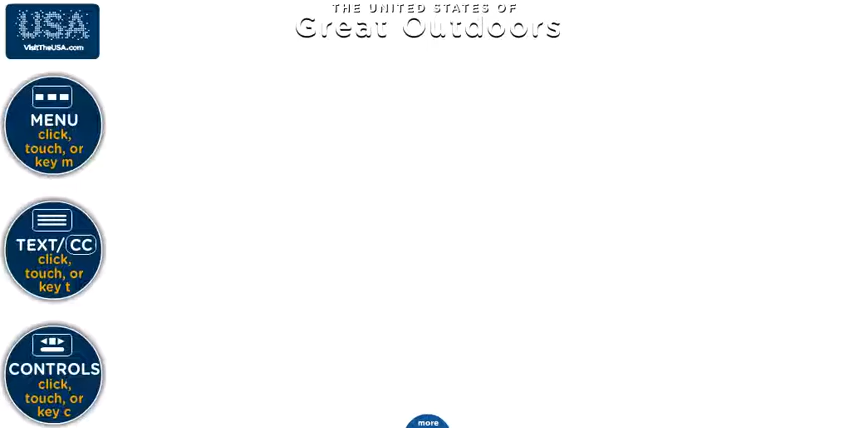 USA
VisitTheUSA.com
THE UNITED STATES OF
Great Outdoors
MENU
click,
touch, or
key m
TEXT/CC
click,
touch, or
key t
CONTROLS
click,
touch, or
key c
more